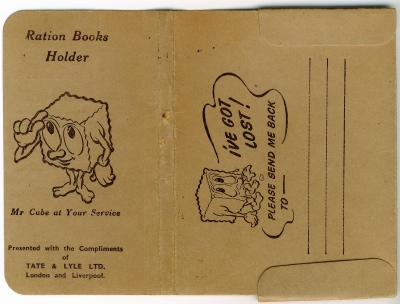 Ration Books
Holder
Mr Cube at Your Service
Presented with the Compliments
of
TATE & LYLE LTD.
London and Liverpool.
I'VE GOT
LOST!
PLEASE SEND ME BACK
TO